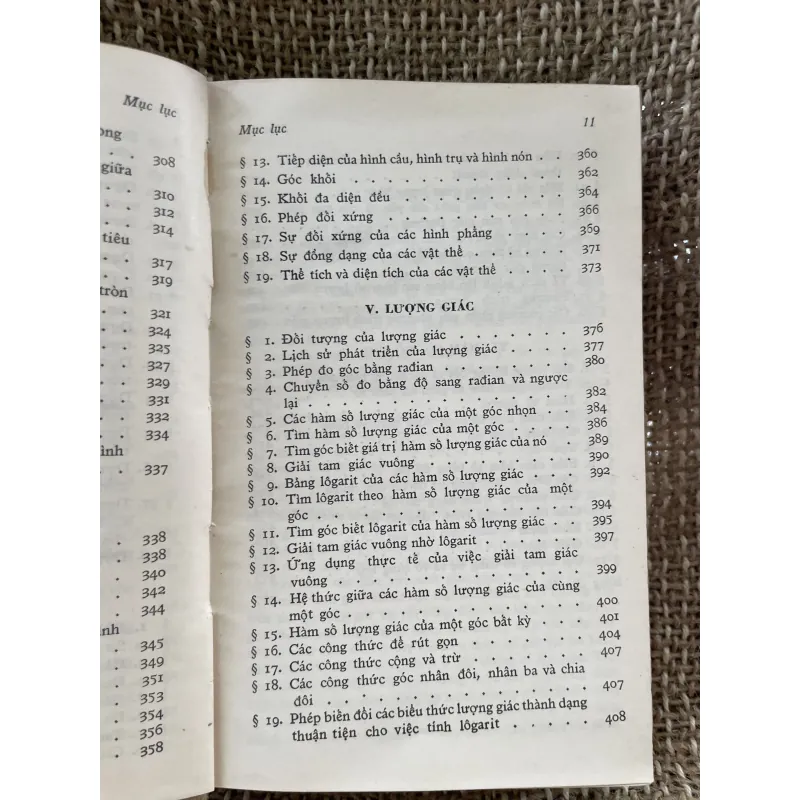 Mục lục
ong
. . 308
giữa
. . 310
. . 312
. . 314
tiêu
. . 317
. . 319
tròn
. . 321
. . 324
. . 325
. . 327
. . 329
. . 331
. . 332
. . 334
ình
. . 337
. 338
. 338
. 340
. 342
. 344
ình
. 345
. 349
. 351
. 353
. 354
. 356
. 358
Mục lục 11
§ 13. Tiếp diện của hình cầu, hình trụ và hình nón . . 360
§ 14. Góc khối . . . . . . . . . . . 362
§ 15. Khối đa diện đều . . . . . . . . . 364
§ 16. Phép đối xứng . . . . . . . . . . 366
§ 17. Sự đối xứng của các hình phẳng . . . . 369
§ 18. Sự đồng dạng của các vật thể . . . . . 371
§ 19. Thể tích và diện tích của các vật thể . . . . 373
V. LƯỢNG GIÁC
§ 1. Đối tượng của lượng giác . . . . . . . 376
§ 2. Lịch sử phát triển của lượng giác . . . . 377
§ 3. Phép đo góc bằng rađian . . . . . . . 380
§ 4. Chuyển số đo bằng độ sang rađian và ngược
lại . . . . . . . . . . . . . . 382
§ 5. Các hàm số lượng giác của một góc nhọn . . 384
§ 6. Tìm hàm số lượng giác của một góc . . . . 386
§ 7. Tìm góc biết giá trị hàm số lượng giác của nó . 389
§ 8. Giải tam giác vuông . . . . . . . . 390
§ 9. Bảng lôgarit của các hàm số lượng giác . . . 392
§ 10. Tìm lôgarit theo hàm số lượng giác của một
góc . . . . . . . . . . . . . 394
§ 11. Tìm góc biết lôgarit của hàm số lượng giác . . 395
§ 12. Giải tam giác vuông nhờ lôgarit . . . . . 397
§ 13. Ứng dụng thực tế của việc giải tam giác
vuông . . . . . . . . . . . . 399
§ 14. Hệ thức giữa các hàm số lượng giác của cùng
một góc . . . . . . . . . . . . 400
§ 15. Hàm số lượng giác của một góc bất kỳ . . . 401
§ 16. Các công thức để rút gọn . . . . . . . 404
§ 17. Các công thức cộng và trừ . . . . . . . 407
§ 18. Các công thức góc nhân đôi, nhân ba và chia
đôi . . . . . . . . . . . . . 407
§ 19. Phép biến đổi các biểu thức lượng giác thành dạng
thuận tiện cho việc tính lôgarit . . . . . 408